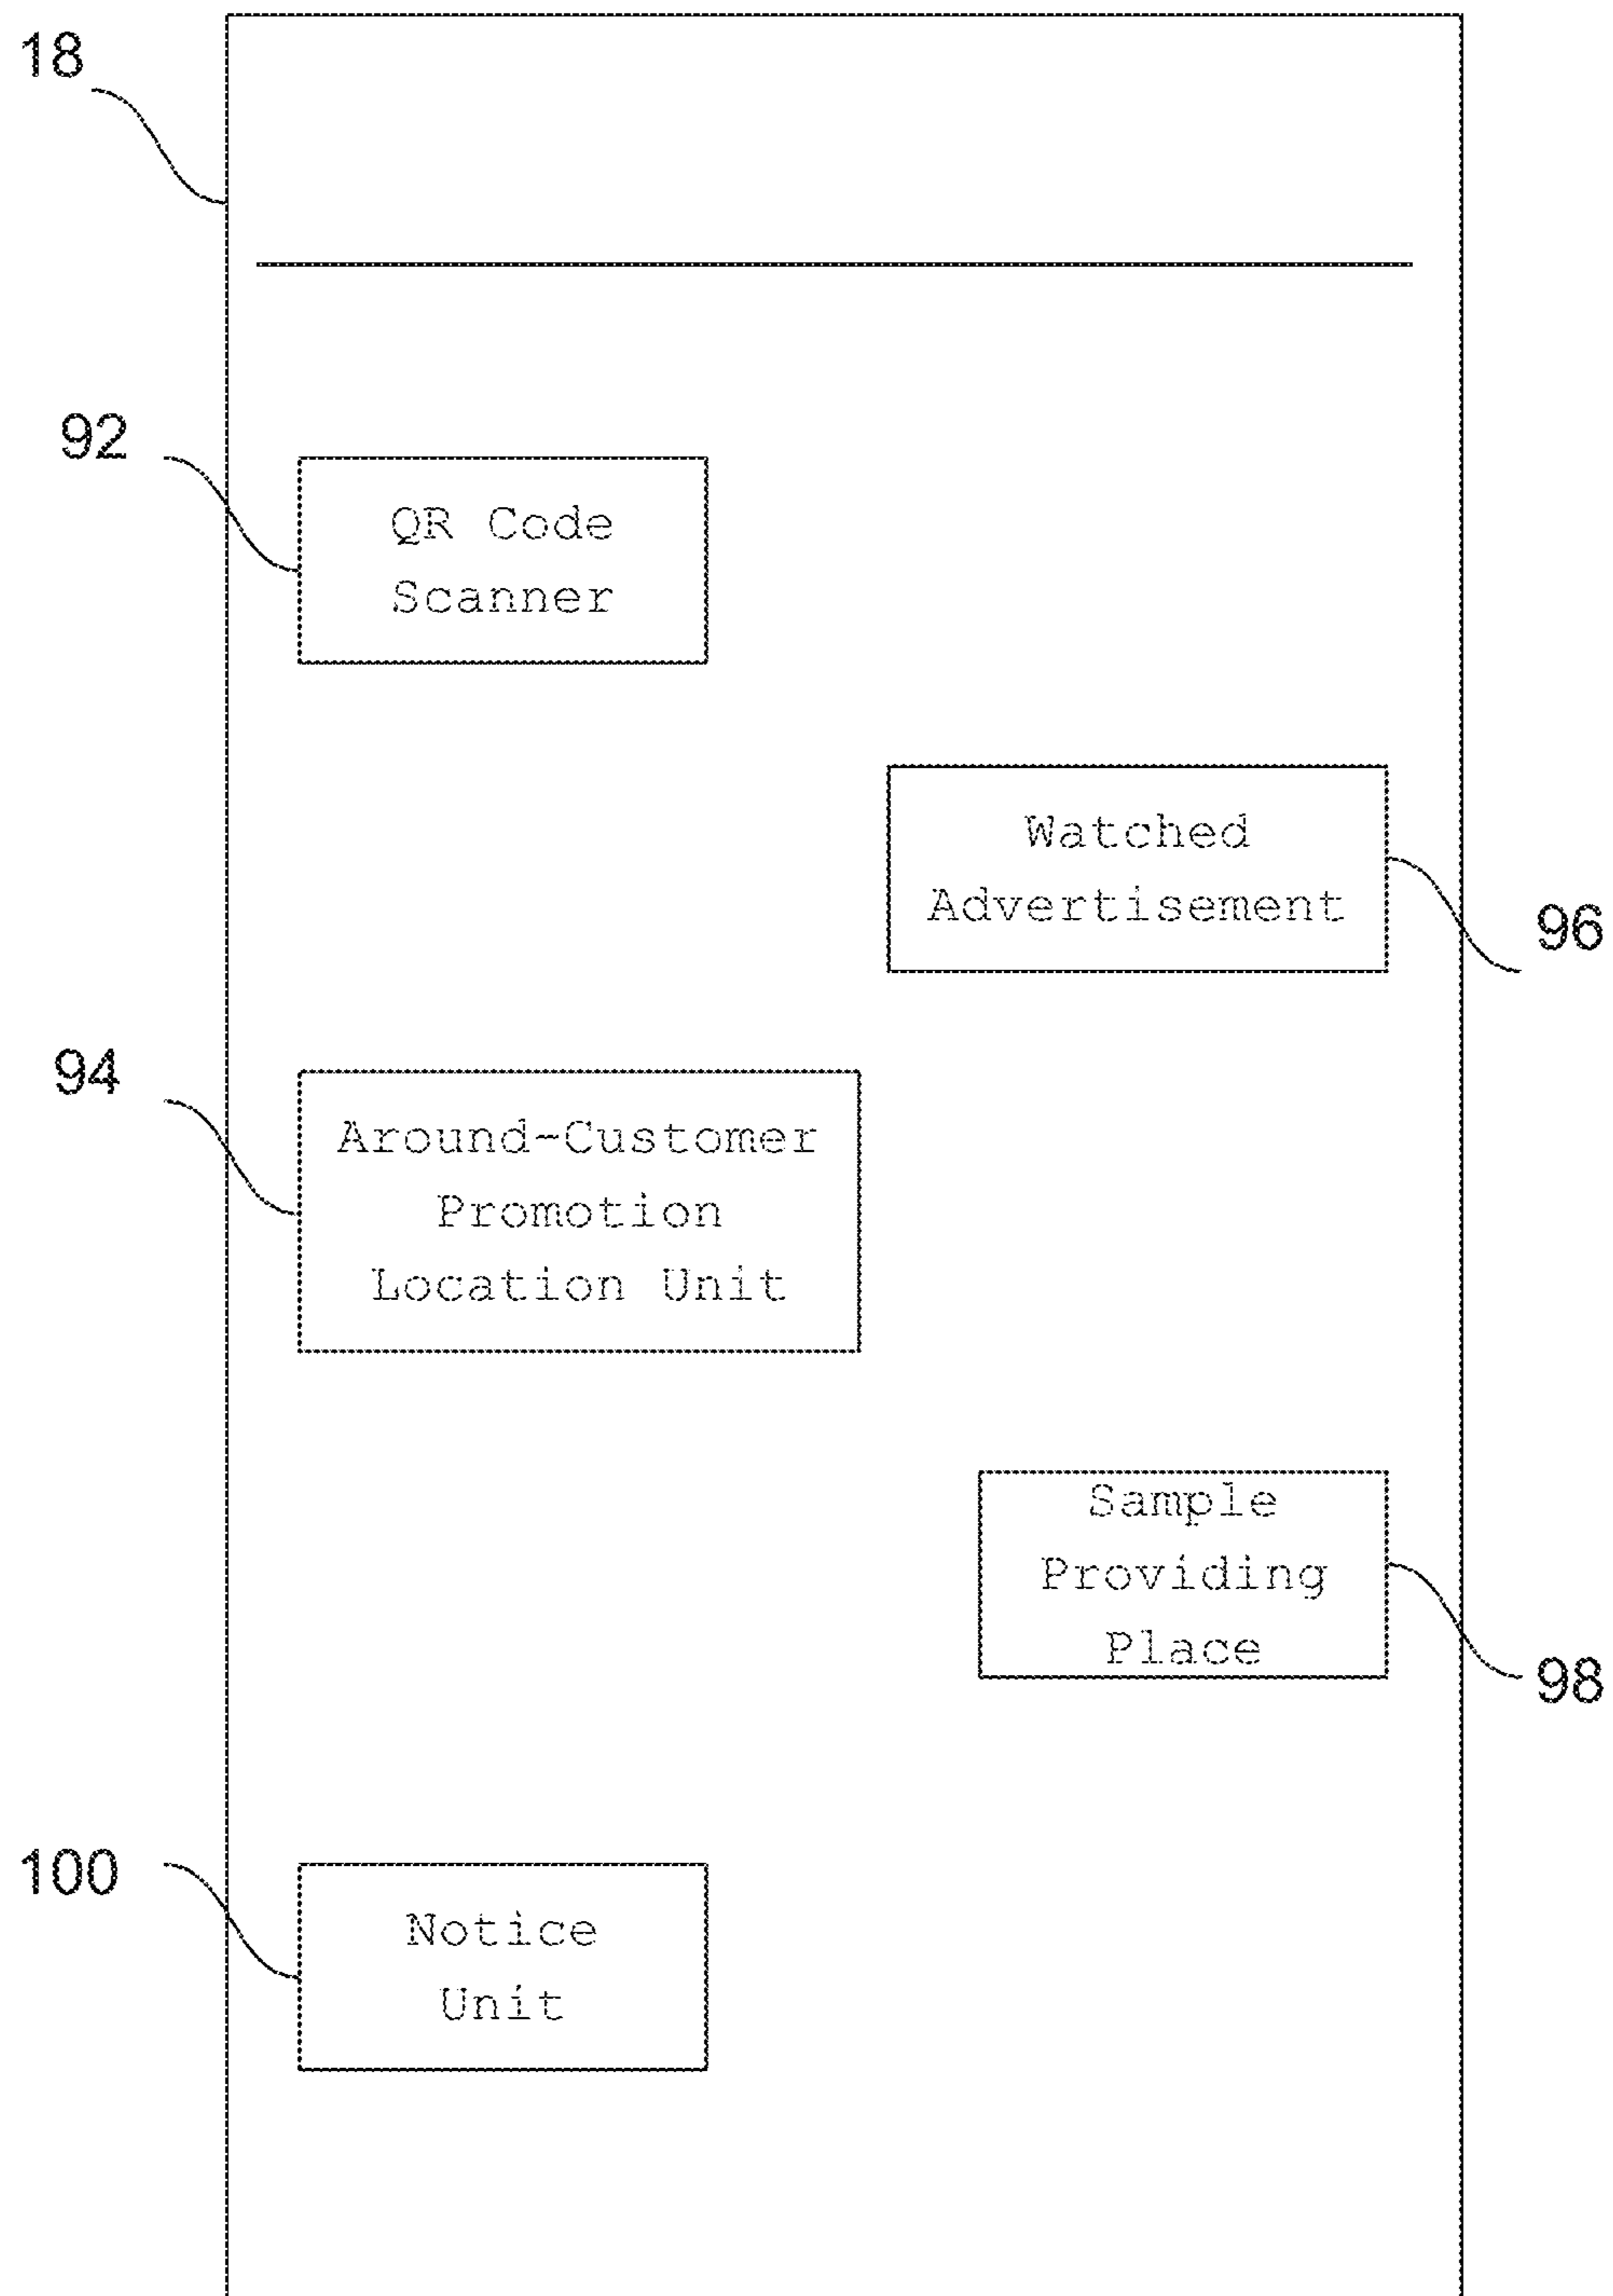 18
92
QR Code
Scanner
Watched
Advertisement
96
94
Around-Customer
Promotion
Location Unit
Sample
Providing
Place
98
100
Notice
Unit